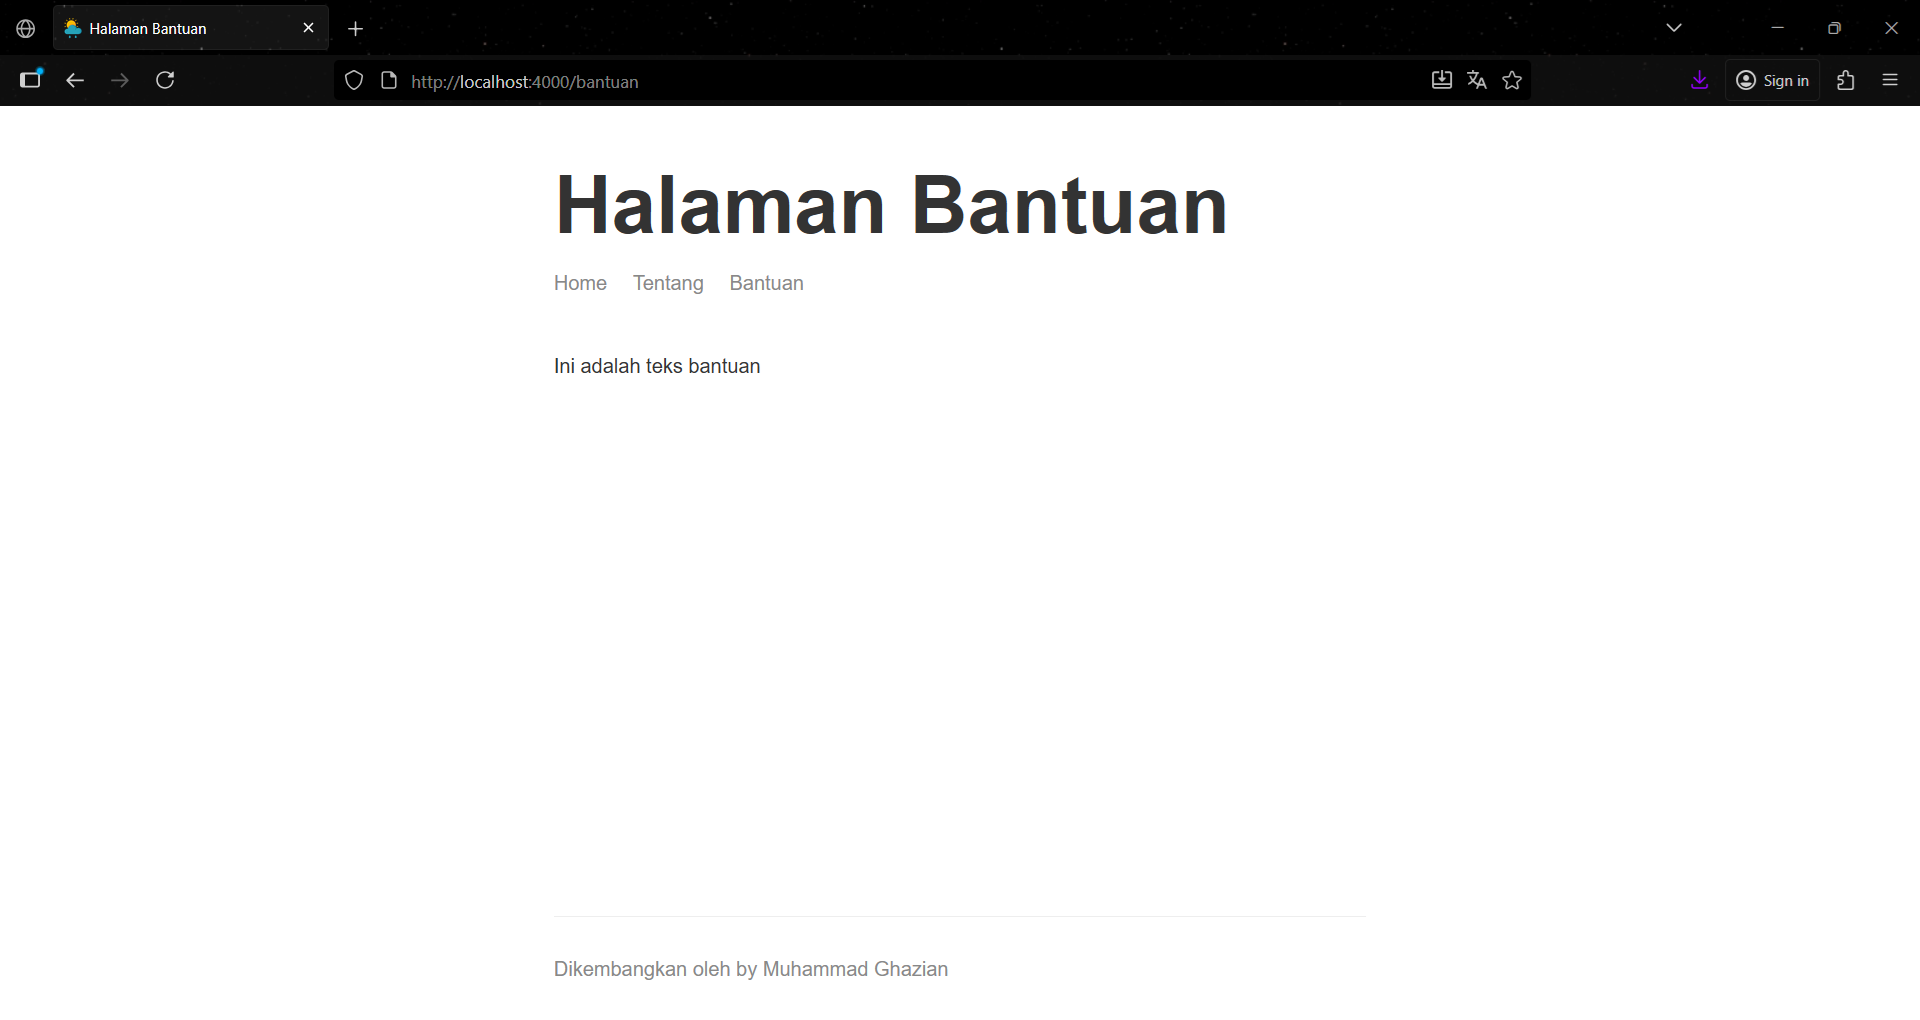 Halaman Bantuan
http://localhost:4000/bantuan
Sign in
Halaman Bantuan
Home Tentang Bantuan
Ini adalah teks bantuan
Dikembangkan oleh by Muhammad Ghazian